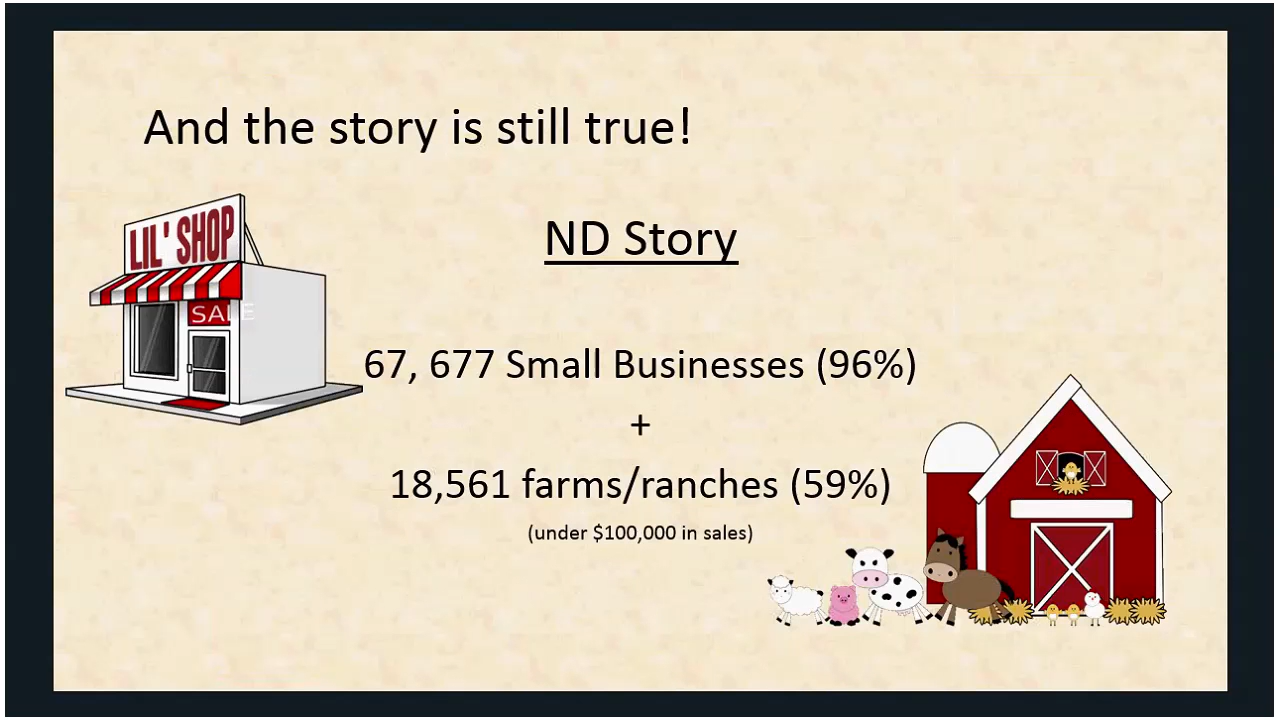 And the story is still true!
ND Story
LIL' SHOP
SALE
67, 677 Small Businesses (96%)
+
18,561 farms/ranches (59%)
(under $100,000 in sales)